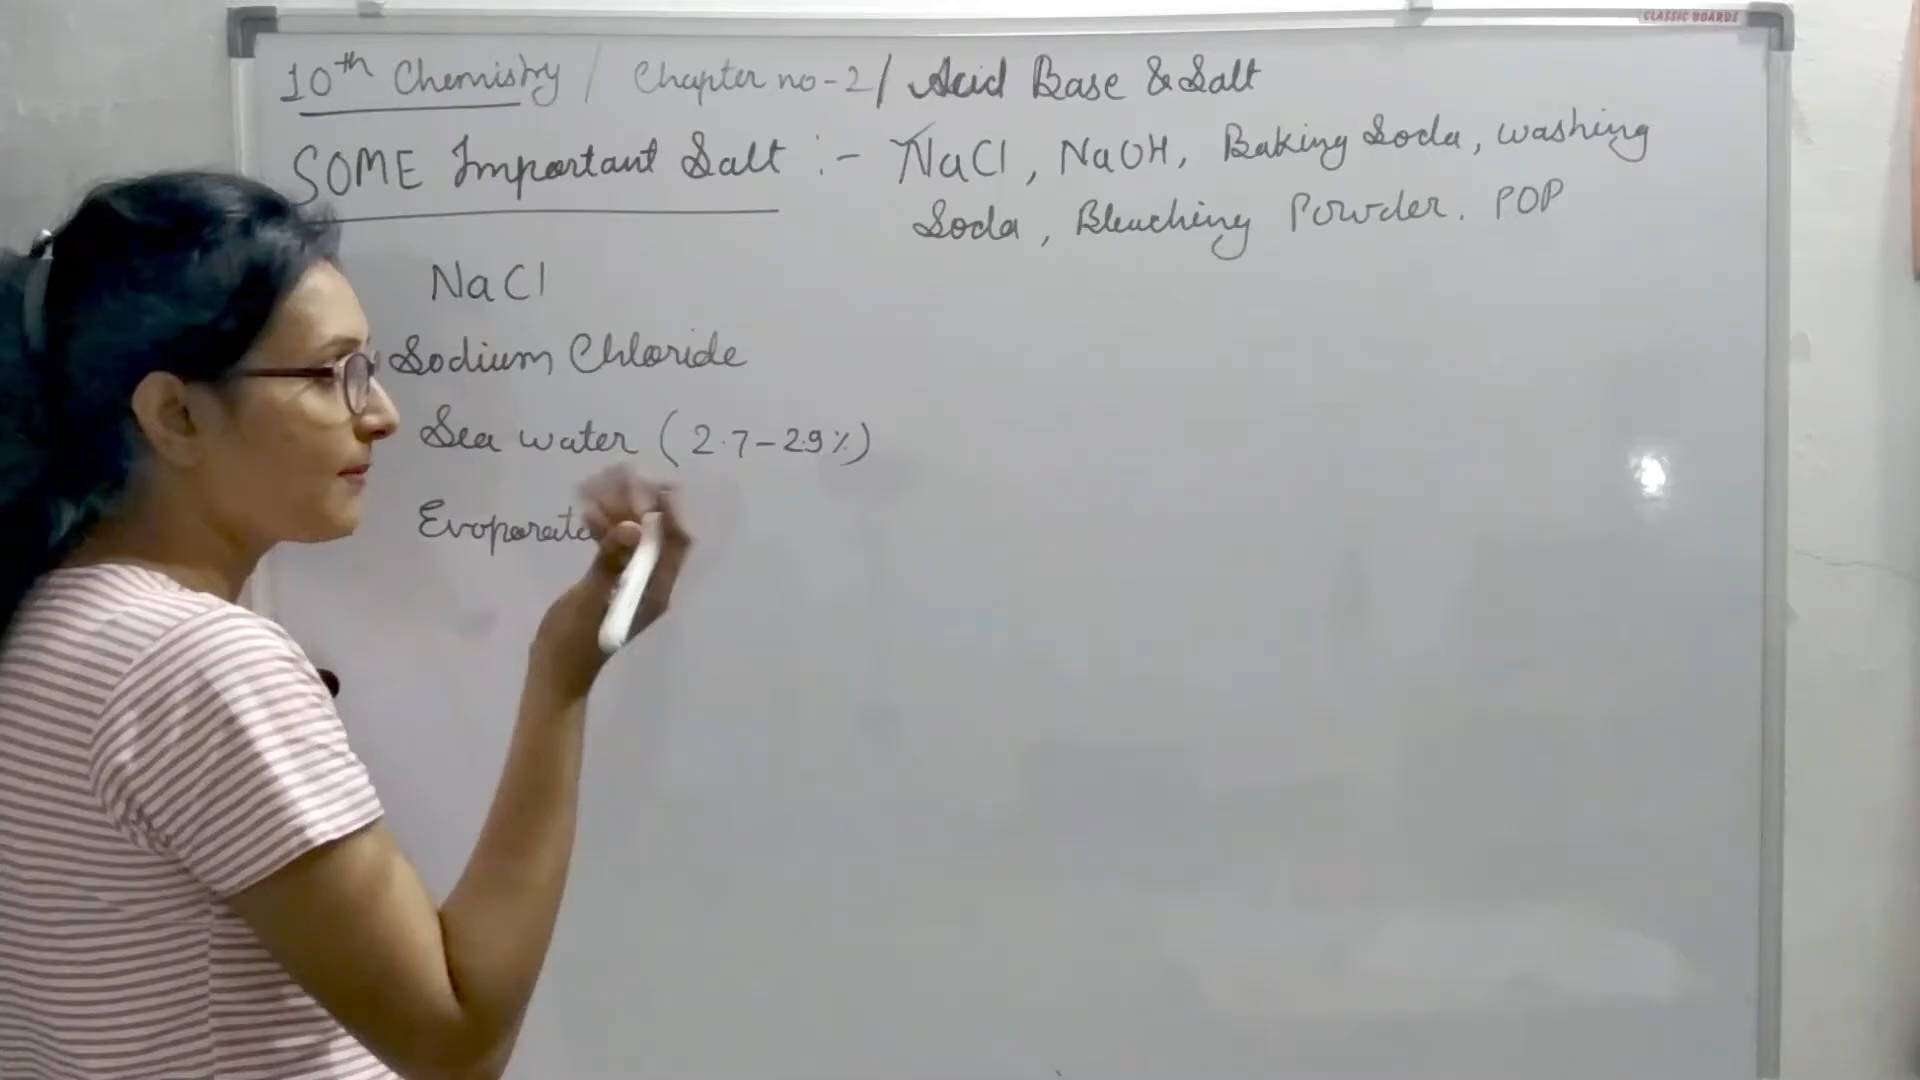 CLASSIC BOARDS
10th Chemistry / Chapter no-2 / Acid Base & Salt
SOME Important Salt :- NaCl, NaOH, Baking Soda, washing
Soda, Bleaching Powder. POP
NaCl
Sodium Chloride
Sea water (2.7-2.9%)